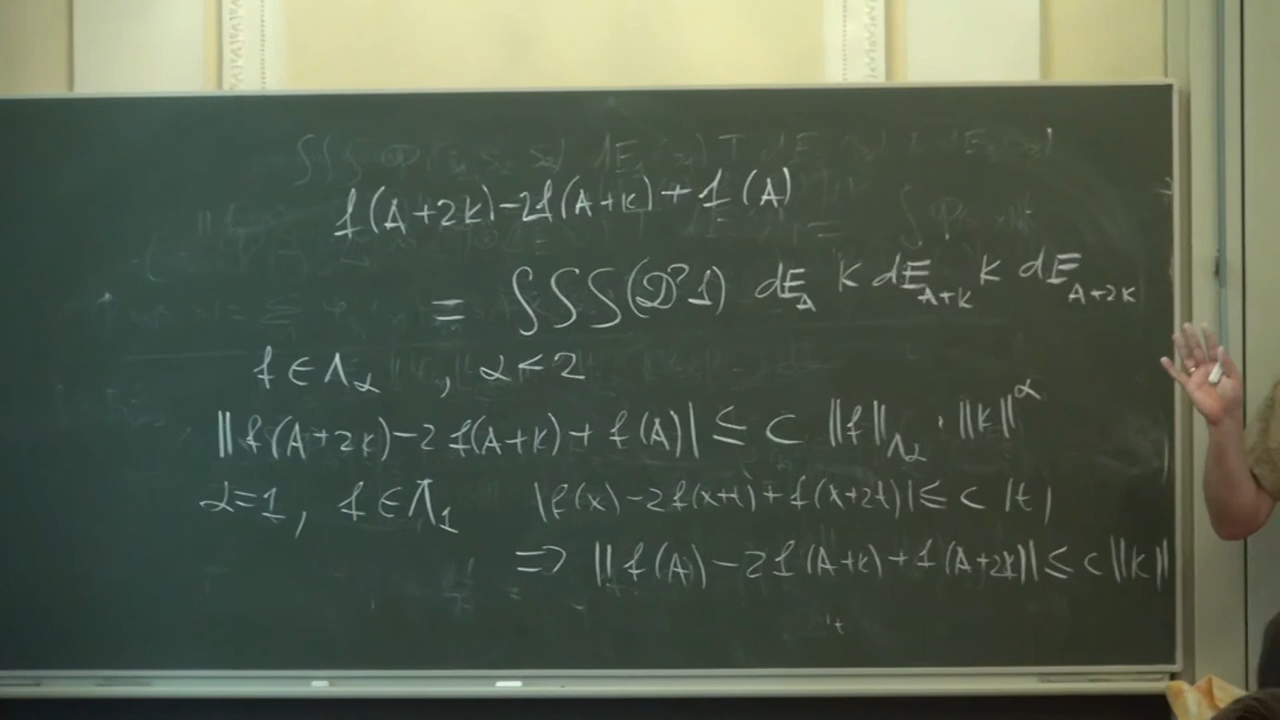 f(A+2K)-2f(A+K)+f(A)
= ∫∫∫(𝔇²f) dE_A K dE_{A+K} K dE_{A+2K}
f ∈ Λ_α , α < 2
||f(A+2K)-2f(A+K)+f(A)|| ≤ C ||f||_{Λ_α} · ||K||^α
α=1, f ∈ Λ_1 |f(x)-2f(x+t)+f(x+2t)| ≤ C |t|
⇒ ||f(A)-2f(A+K)+f(A+2K)|| ≤ C ||K||